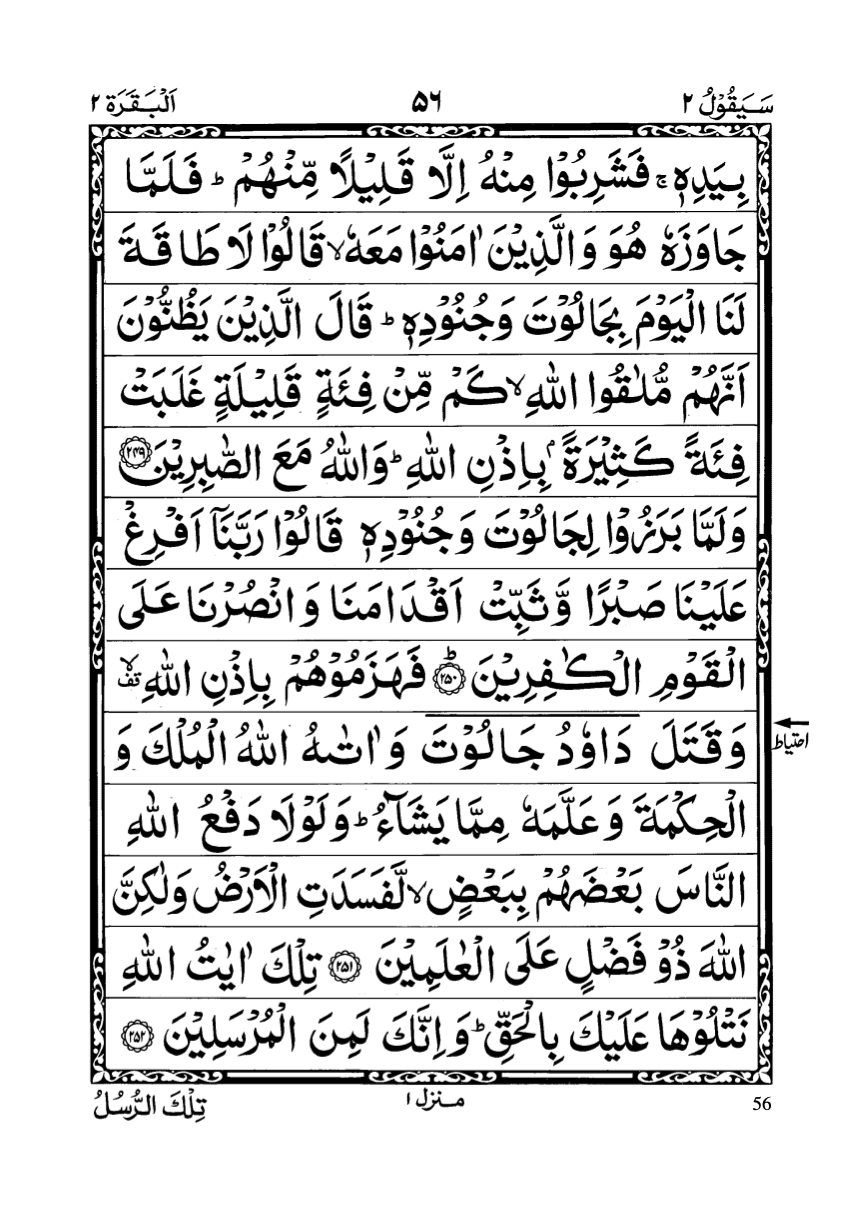 سَيَقُوْلُ ٢ ٥٦ اَلْبَقَرَة ٢
بِيَدِهٖ ۚ فَشَرِبُوْا مِنْهُ اِلَّا قَلِيْلًا مِّنْهُمْ ؕ فَلَمَّا
جَاوَزَهٗ هُوَ وَالَّذِيْنَ اٰمَنُوْا مَعَهٗ ۙ قَالُوْا لَا طَاقَةَ
لَنَا الْيَوْمَ بِجَالُوْتَ وَجُنُوْدِهٖ ؕ قَالَ الَّذِيْنَ يَظُنُّوْنَ
اَنَّهُمْ مُّلٰقُوا اللّٰهِ ۙ كَمْ مِّنْ فِئَةٍ قَلِيْلَةٍ غَلَبَتْ
فِئَةً كَثِيْرَةًۢ بِاِذْنِ اللّٰهِ ؕ وَاللّٰهُ مَعَ الصّٰبِرِيْنَ ﴿٢٤٩﴾
وَلَمَّا بَرَزُوْا لِجَالُوْتَ وَجُنُوْدِهٖ قَالُوْا رَبَّنَاۤ اَفْرِغْ
عَلَيْنَا صَبْرًا وَّثَبِّتْ اَقْدَامَنَا وَانْصُرْنَا عَلَى
الْقَوْمِ الْكٰفِرِيْنَ ؕ﴿٢٥٠﴾ فَهَزَمُوْهُمْ بِاِذْنِ اللّٰهِ ۙ قف
وَقَتَلَ دَاوٗدُ جَالُوْتَ وَاٰتٰىهُ اللّٰهُ الْمُلْكَ وَ
احتیاط
الْحِكْمَةَ وَعَلَّمَهٗ مِمَّا يَشَآءُ ؕ وَلَوْلَا دَفْعُ اللّٰهِ
النَّاسَ بَعْضَهُمْ بِبَعْضٍ ۙ لَّفَسَدَتِ الْاَرْضُ وَلٰكِنَّ
اللّٰهَ ذُوْ فَضْلٍ عَلَى الْعٰلَمِيْنَ ﴿٢٥١﴾ تِلْكَ اٰيٰتُ اللّٰهِ
نَتْلُوْهَا عَلَيْكَ بِالْحَقِّ ؕ وَاِنَّكَ لَمِنَ الْمُرْسَلِيْنَ ﴿٢٥٢﴾
56 منزل ١ تِلْكَ الرُّسُلُ